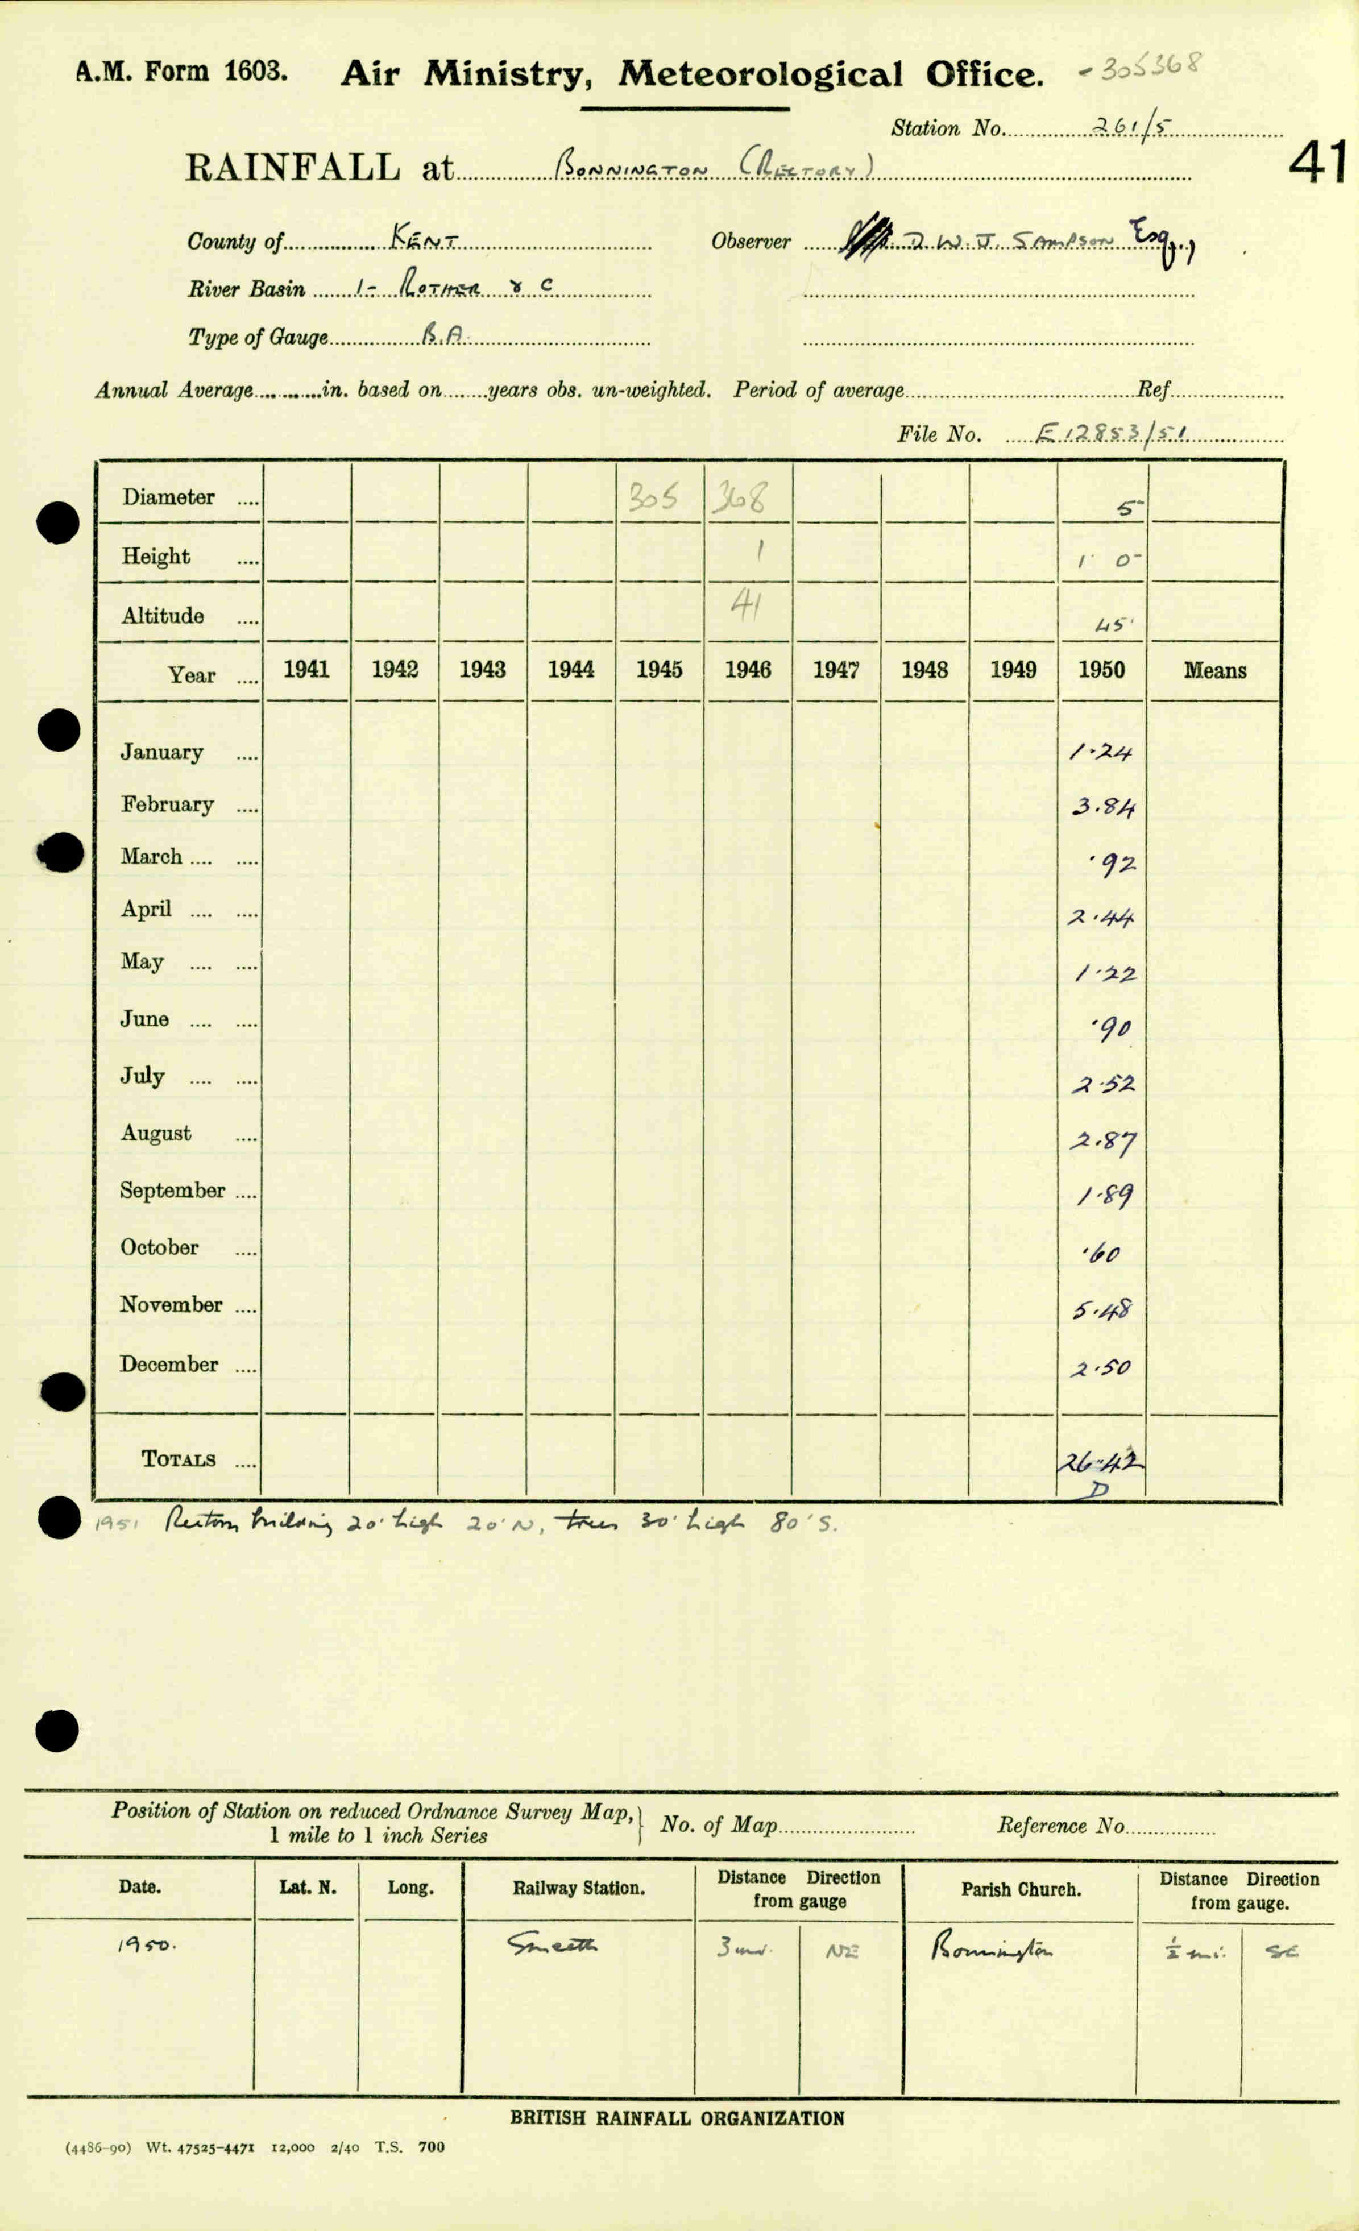 A.M. Form 1603. Air Ministry, Meteorological Office. - 305368
Station No. 261/5
41
RAINFALL at BONNINGTON (RECTORY)
County of KENT Observer D. W. J. SAMPSON Esq.,
River Basin 1- ROTHER & C
Type of Gauge B.A.
Annual Average in. based on years obs. un-weighted. Period of average Ref.
File No. E 12853/51
Diameter .... 305 368 5
Height .... 1 1 0
Altitude .... 41 45
Year .... 1941 1942 1943 1944 1945 1946 1947 1948 1949 1950 Means
January .... 1.24
February .... 3.84
March .... .... .92
April .... .... 2.44
May .... .... 1.22
June .... .... .90
July .... .... 2.52
August .... 2.87
September .... 1.89
October .... .60
November .... 5.48
December .... 2.50
TOTALS .... 26.42
D
1951 Rectory building 20' high 20' N, trees 30' high 80' S.
Position of Station on reduced Ordnance Survey Map, } No. of Map Reference No.
1 mile to 1 inch Series
Date. Lat. N. Long. Railway Station. Distance Direction from gauge Parish Church. Distance Direction from gauge.
1950. Smeeth 3 mi. NE Bonnington ½ mi. SE
BRITISH RAINFALL ORGANIZATION
(4486-90) Wt. 47525-4471 12,000 2/40 T.S. 700